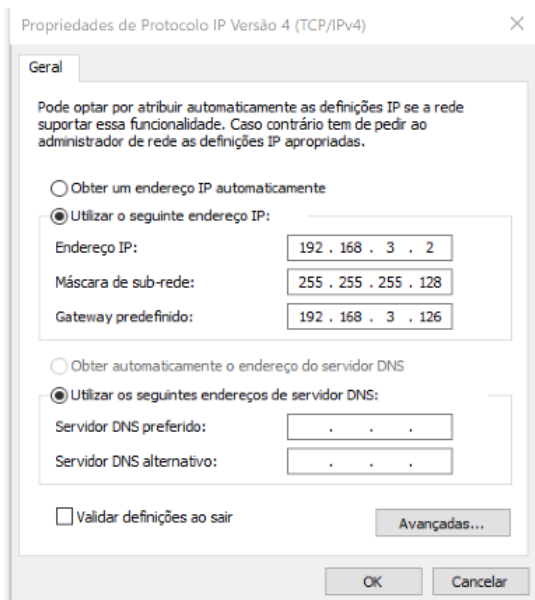 Propriedades de Protocolo IP Versão 4 (TCP/IPv4)
Geral
Pode optar por atribuir automaticamente as definições IP se a rede
suportar essa funcionalidade. Caso contrário tem de pedir ao
administrador de rede as definições IP apropriadas.
Obter um endereço IP automaticamente
Utilizar o seguinte endereço IP:
Endereço IP: 192 . 168 . 3 . 2
Máscara de sub-rede: 255 . 255 . 255 . 128
Gateway predefinido: 192 . 168 . 3 . 126
Obter automaticamente o endereço do servidor DNS
Utilizar os seguintes endereços de servidor DNS:
Servidor DNS preferido: . . .
Servidor DNS alternativo: . . .
Validar definições ao sair Avançadas...
OK Cancelar